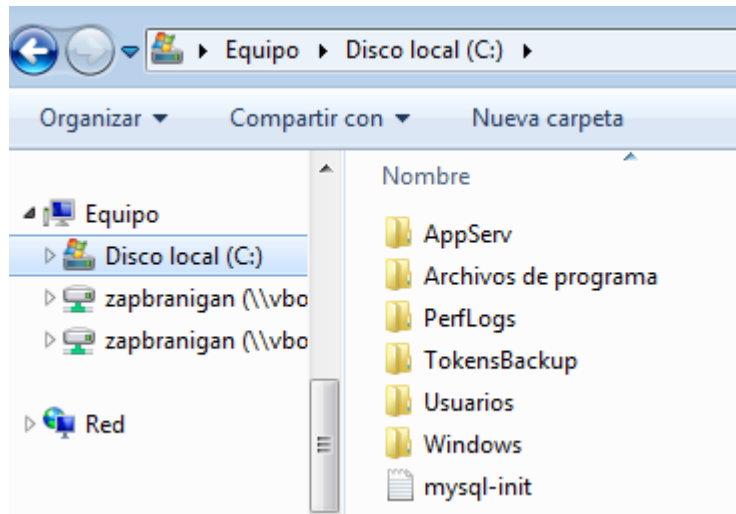 Equipo Disco local (C:)
Organizar Compartir con Nueva carpeta
Equipo
Disco local (C:)
zapbranigan (\\vbo
zapbranigan (\\vbo
Red
Nombre
AppServ
Archivos de programa
PerfLogs
TokensBackup
Usuarios
Windows
mysql-init